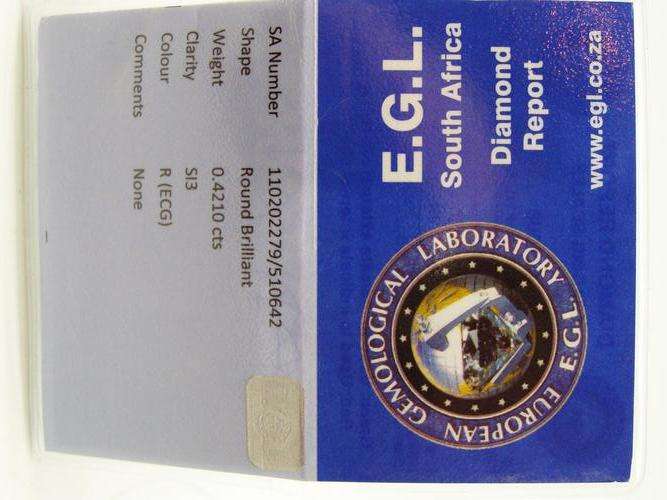 E.G.L.
South Africa
Diamond
Report
www.egl.co.za
EUROPEAN GEMOLOGICAL LABORATORY E.G.L.
SA Number 110202279/510642
Shape Round Brilliant
Weight 0.4210 cts
Clarity SI3
Colour R (ECG)
Comments None